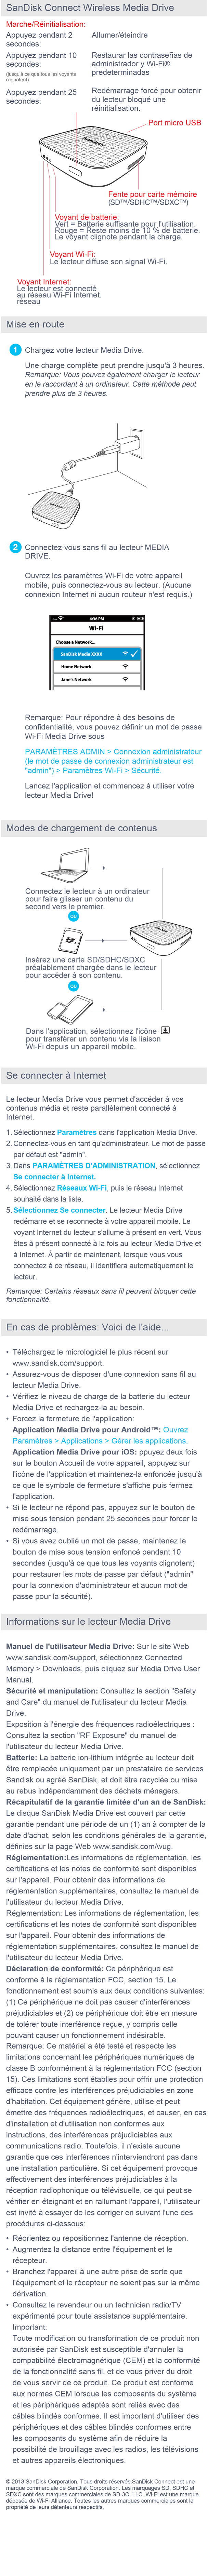 SanDisk Connect Wireless Media Drive
Marche/Réinitialisation:
Appuyez pendant 2
secondes:
Allumer/éteindre
Appuyez pendant 10
secondes:
(jusqu'à ce que tous les voyants
clignotent)
Restaurar las contraseñas de
administrador y Wi-Fi®
predeterminadas
Appuyez pendant 25
secondes:
Redémarrage forcé pour obtenir
du lecteur bloqué une
réinitialisation.
Port micro USB
SanDisk
Fente pour carte mémoire
(SD™/SDHC™/SDXC™)
Voyant de batterie:
Vert = Batterie suffisante pour l'utilisation
Rouge = Reste moins de 10 % de batterie.
Le voyant clignote pendant la charge.
Voyant Wi-Fi:
Le lecteur diffuse son signal Wi-Fi.
Voyant Internet:
Le lecteur est connecté
au réseau Wi-Fi Internet.
réseau
Mise en route
1 Chargez votre lecteur Media Drive.
Une charge complète peut prendre jusqu'à 3 heures.
Remarque: Vous pouvez également charger le lecteur
en le raccordant à un ordinateur. Cette méthode peut
prendre plus de 3 heures.
2 Connectez-vous sans fil au lecteur MEDIA
DRIVE.
Ouvrez les paramètres Wi-Fi de votre appareil
mobile, puis connectez-vous au lecteur. (Aucune
connexion Internet ni aucun routeur n'est requis.)
4:36 PM
Wi-Fi
Choose a Network...
SanDisk Media XXXX
Home Network
Jane's Network
Remarque: Pour répondre à des besoins de
confidentialité, vous pouvez définir un mot de passe
Wi-Fi Media Drive sous
PARAMÈTRES ADMIN > Connexion administrateur
(le mot de passe de connexion administrateur est
"admin") > Paramètres Wi-Fi > Sécurité.
Lancez l'application et commencez à utiliser votre
lecteur Media Drive!
Modes de chargement de contenus
Connectez le lecteur à un ordinateur
pour faire glisser un contenu du
second vers le premier.
ou
Insérez une carte SD/SDHC/SDXC
préalablement chargée dans le lecteur
pour accéder à son contenu.
ou
Dans l'application, sélectionnez l'icône
pour transférer un contenu via la liaison
Wi-Fi depuis un appareil mobile.
Se connecter à Internet
Le lecteur Media Drive vous permet d'accéder à vos
contenus média et reste parallèlement connecté à
Internet.
1. Sélectionnez Paramètres dans l'application Media Drive.
2. Connectez-vous en tant qu'administrateur. Le mot de passe
par défaut est "admin".
3. Dans PARAMÈTRES D'ADMINISTRATION, sélectionnez
Se connecter à Internet.
4. Sélectionnez Réseaux Wi-Fi, puis le réseau Internet
souhaité dans la liste.
5. Sélectionnez Se connecter. Le lecteur Media Drive
redémarre et se reconnecte à votre appareil mobile. Le
voyant Internet du lecteur s'allume à présent en vert. Vous
êtes à présent connecté à la fois au lecteur Media Drive et
à Internet. À partir de maintenant, lorsque vous vous
connectez à ce réseau, il identifiera automatiquement le
lecteur.
Remarque: Certains réseaux sans fil peuvent bloquer cette
fonctionnalité.
En cas de problèmes: Voici de l'aide...
• Téléchargez le micrologiciel le plus récent sur
www.sandisk.com/support.
• Assurez-vous de disposer d'une connexion sans fil au
lecteur Media Drive.
• Vérifiez le niveau de charge de la batterie du lecteur
Media Drive et rechargez-la au besoin.
• Forcez la fermeture de l'application:
Application Media Drive pour Android™: Ouvrez
Paramètres > Applications > Gérer les applications.
Application Media Drive pour iOS: ppuyez deux fois
sur le bouton Accueil de votre appareil, appuyez sur
l'icône de l'application et maintenez-la enfoncée jusqu'à
ce que le symbole de fermeture s'affiche puis fermez
l'application.
• Si le lecteur ne répond pas, appuyez sur le bouton de
mise sous tension pendant 25 secondes pour forcer le
redémarrage.
• Si vous avez oublié un mot de passe, maintenez le
bouton de mise sous tension enfoncé pendant 10
secondes (jusqu'à ce que tous les voyants clignotent)
pour restaurer les mots de passe par défaut ("admin"
pour la connexion d'administrateur et aucun mot de
passe pour la sécurité).
Informations sur le lecteur Media Drive
Manuel de l'utilisateur Media Drive: Sur le site Web
www.sandisk.com/support, sélectionnez Connected
Memory > Downloads, puis cliquez sur Media Drive User
Manual.
Sécurité et manipulation: Consultez la section "Safety
and Care" du manuel de l'utilisateur du lecteur Media
Drive.
Exposition à l'énergie des fréquences radioélectriques :
Consultez la section "RF Exposure" du manuel de
l'utilisateur du lecteur Media Drive.
Batterie: La batterie ion-lithium intégrée au lecteur doit
être remplacée uniquement par un prestataire de services
Sandisk ou agréé SanDisk, et doit être recyclée ou mise
au rebus indépendamment des déchets ménagers.
Récapitulatif de la garantie limitée d'un an de SanDisk:
Le disque SanDisk Media Drive est couvert par une
garantie pendant une période de un (1) an à compter de la
date d'achat, selon les conditions générales de la garantie,
définies sur la page Web www.sandisk.com/wug.
Réglementation:Les informations de réglementation, les
certifications et les notes de conformité sont disponibles
sur l'appareil. Pour obtenir des informations de
réglementation supplémentaires, consultez le manuel de
l'utilisateur du lecteur Media Drive.
Réglementation: Les informations de réglementation, les
certifications et les notes de conformité sont disponibles
sur l'appareil. Pour obtenir des informations de
réglementation supplémentaires, consultez le manuel de
l'utilisateur du lecteur Media Drive.
Déclaration de conformité: Ce périphérique est
conforme à la réglementation FCC, section 15. Le
fonctionnement est soumis aux deux conditions suivantes:
(1) Ce périphérique ne doit pas causer d'interférences
préjudiciables et (2) ce périphérique doit être en mesure
de tolérer toute interférence reçue, y compris celle
pouvant causer un fonctionnement indésirable.
Remarque: Ce matériel a été testé et respecte les
limitations concernant les périphériques numériques de
classe B conformément à la réglementation FCC (section
15). Ces limitations sont établies pour offrir une protection
efficace contre les interférences préjudiciables en zone
d'habitation. Cet équipement génère, utilise et peut
émettre des fréquences radioélectriques, et causer, en cas
d'installation et d'utilisation non conformes aux
instructions, des interférences préjudiciables aux
communications radio. Toutefois, il n'existe aucune
garantie que ces interférences n'interviendront pas dans
une installation particulière. Si cet équipement provoque
effectivement des interférences préjudiciables à la
réception radiophonique ou télévisuelle, ce qui peut se
vérifier en éteignant et en rallumant l'appareil, l'utilisateur
est invité à essayer de les corriger en suivant l'une des
procédures ci-dessous:
• Réorientez ou repositionnez l'antenne de réception.
• Augmentez la distance entre l'équipement et le
récepteur.
• Branchez l'appareil à une autre prise de sorte que
l'équipement et le récepteur ne soient pas sur la même
dérivation.
• Consultez le revendeur ou un technicien radio/TV
expérimenté pour toute assistance supplémentaire.
Important:
Toute modification ou transformation de ce produit non
autorisée par SanDisk est susceptible d'annuler la
compatibilité électromagnétique (CEM) et la conformité
de la fonctionnalité sans fil, et de vous priver du droit
de vous servir de ce produit. Ce produit est conforme
aux normes CEM lorsque les composants du système
et les périphériques adaptés sont reliés avec des
câbles blindés conformes. Il est important d'utiliser des
périphériques et des câbles blindés conformes entre
les composants du système afin de réduire la
possibilité de brouillage avec les radios, les télévisions
et autres appareils électroniques.
© 2013 SanDisk Corporation. Tous droits réservés.SanDisk Connect est une
marque commerciale de SanDisk Corporation. Les marquages SD, SDHC et
SDXC sont des marques commerciales de SD-3C, LLC. Wi-Fi est une marque
déposée de Wi-Fi Alliance. Toutes les autres marques commerciales sont la
propriété de leurs détenteurs respectifs.